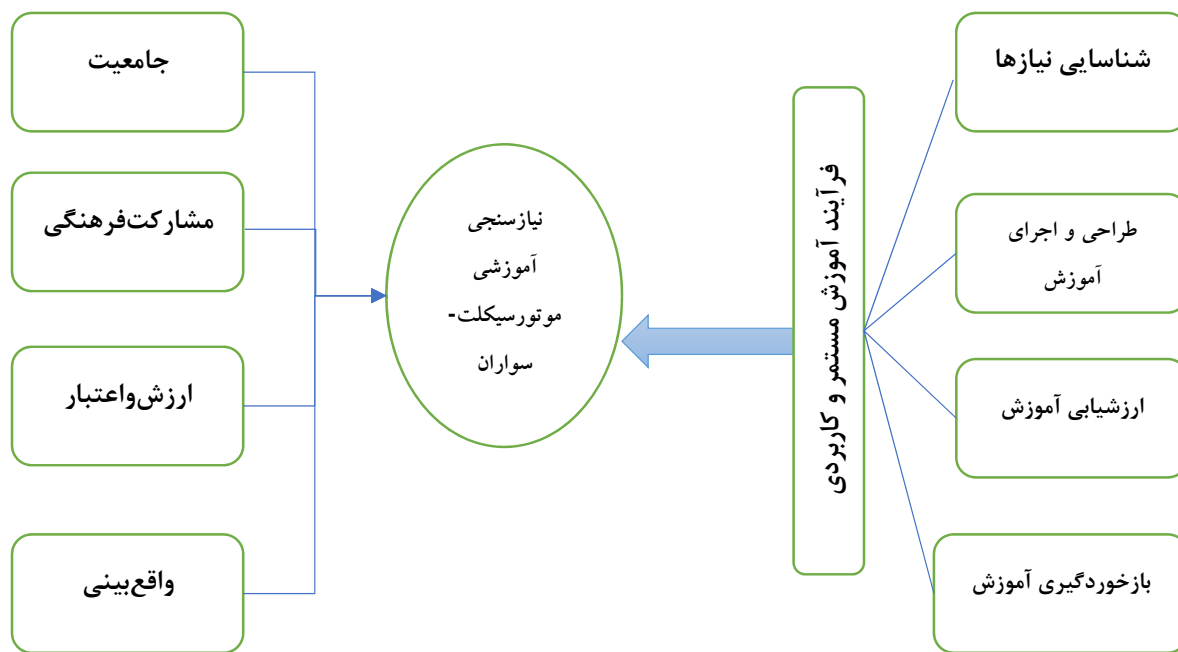 شناسایی نیازها
طراحی و اجرای
آموزش
ارزشیابی آموزش
بازخوردگیری آموزش
فرآیند آموزش مستمر و کاربردی
نیازسنجی
آموزشی
موتورسیکلت-
سواران
جامعیت
مشارکت‌فرهنگی
ارزش‌واعتبار
واقع‌بینی